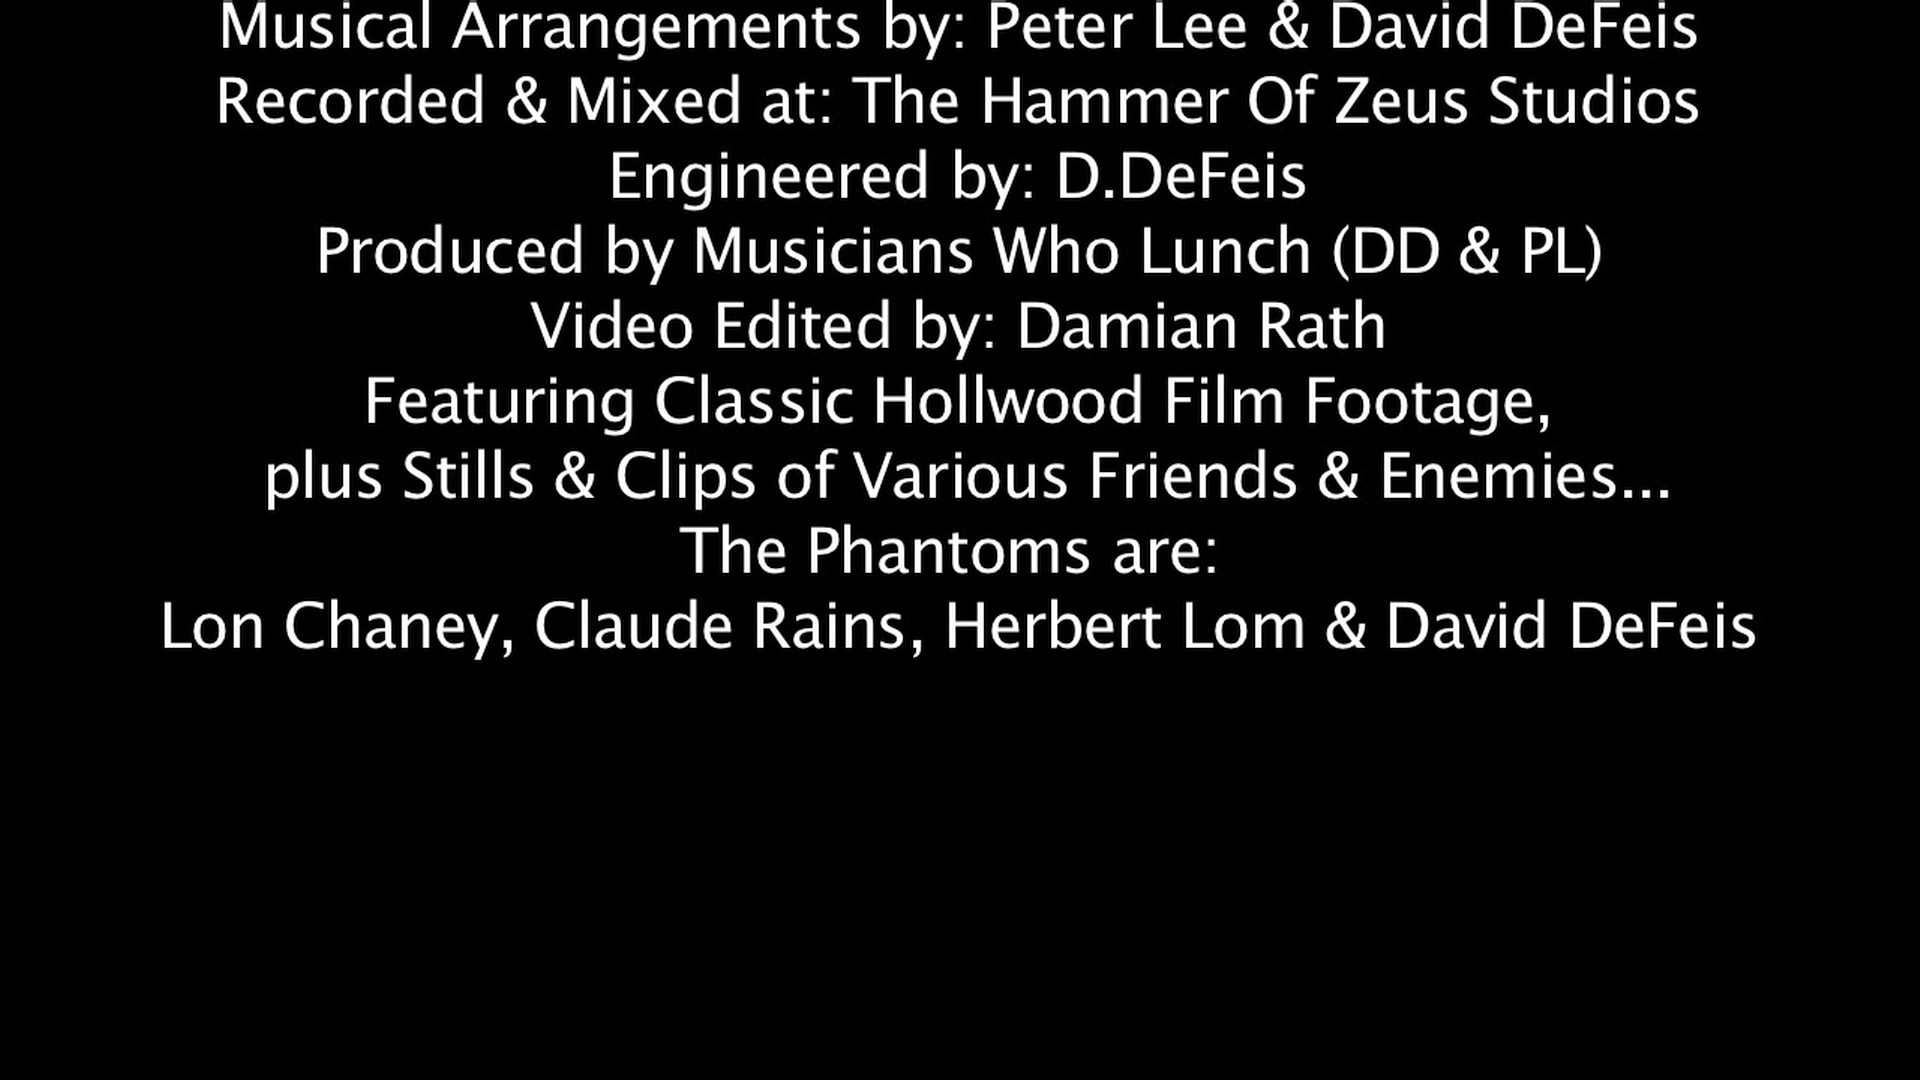 Musical Arrangements by: Peter Lee & David DeFeis
Recorded & Mixed at: The Hammer Of Zeus Studios
Engineered by: D.DeFeis
Produced by Musicians Who Lunch (DD & PL)
Video Edited by: Damian Rath
Featuring Classic Hollwood Film Footage,
plus Stills & Clips of Various Friends & Enemies...
The Phantoms are:
Lon Chaney, Claude Rains, Herbert Lom & David DeFeis